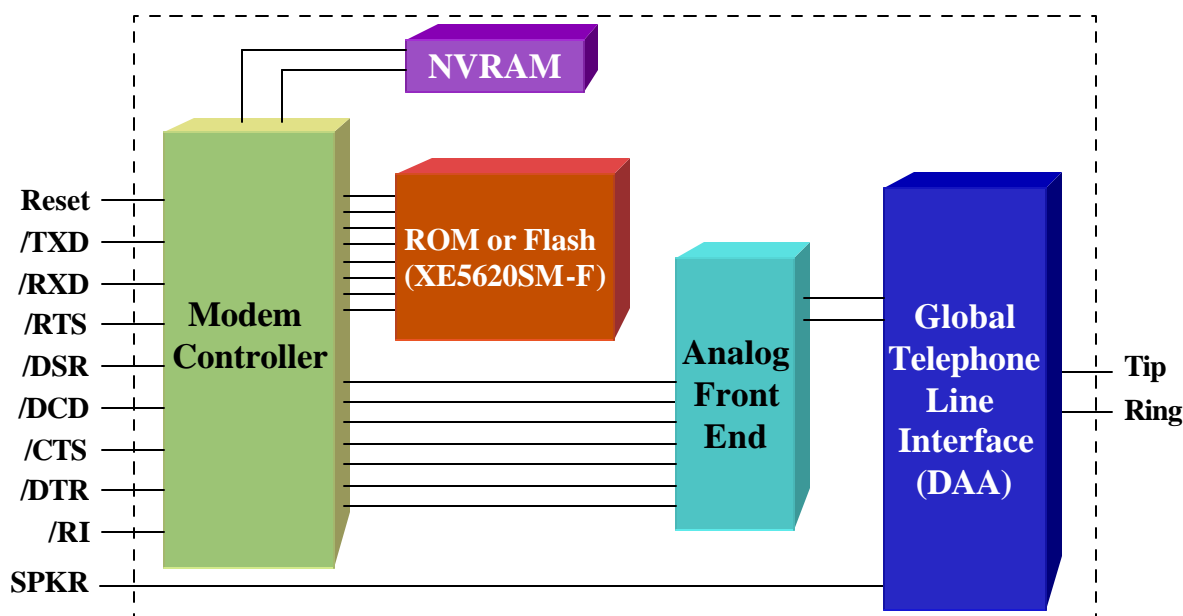 NVRAM
Reset
/TXD
/RXD
/RTS
/DSR
/DCD
/CTS
/DTR
/RI
SPKR
Modem
Controller
ROM or Flash
(XE5620SM-F)
Analog
Front
End
Global
Telephone
Line
Interface
(DAA)
Tip
Ring